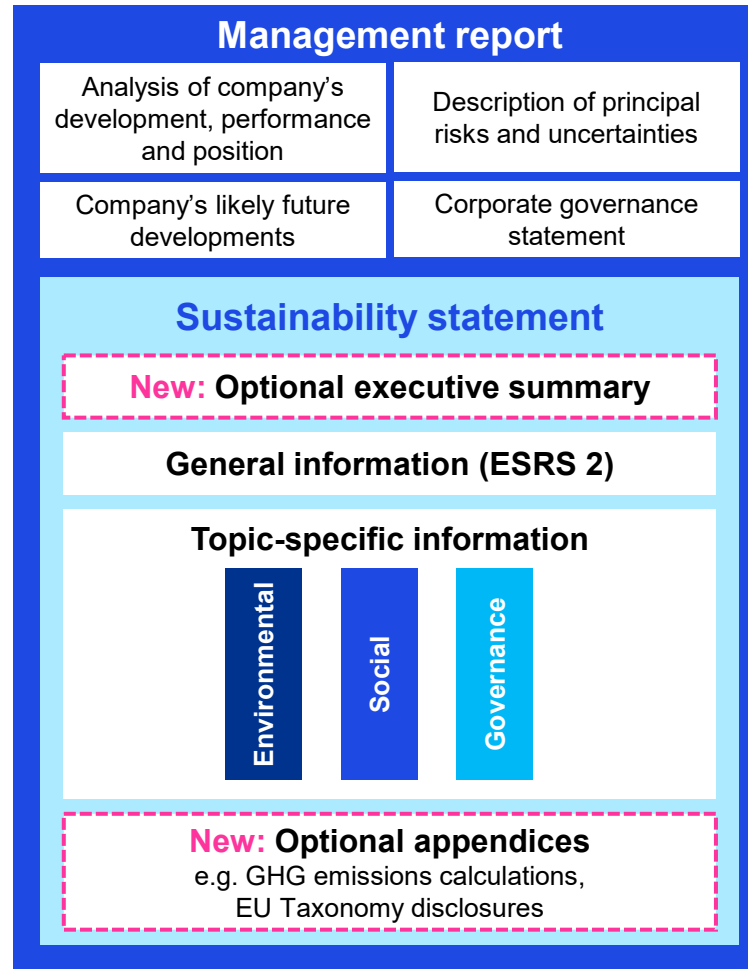 Management report
Analysis of company's
development, performance
and position
Description of principal
risks and uncertainties
Company's likely future
developments
Corporate governance
statement
Sustainability statement
New: Optional executive summary
General information (ESRS 2)
Topic-specific information
Environmental
Social
Governance
New: Optional appendices
e.g. GHG emissions calculations,
EU Taxonomy disclosures